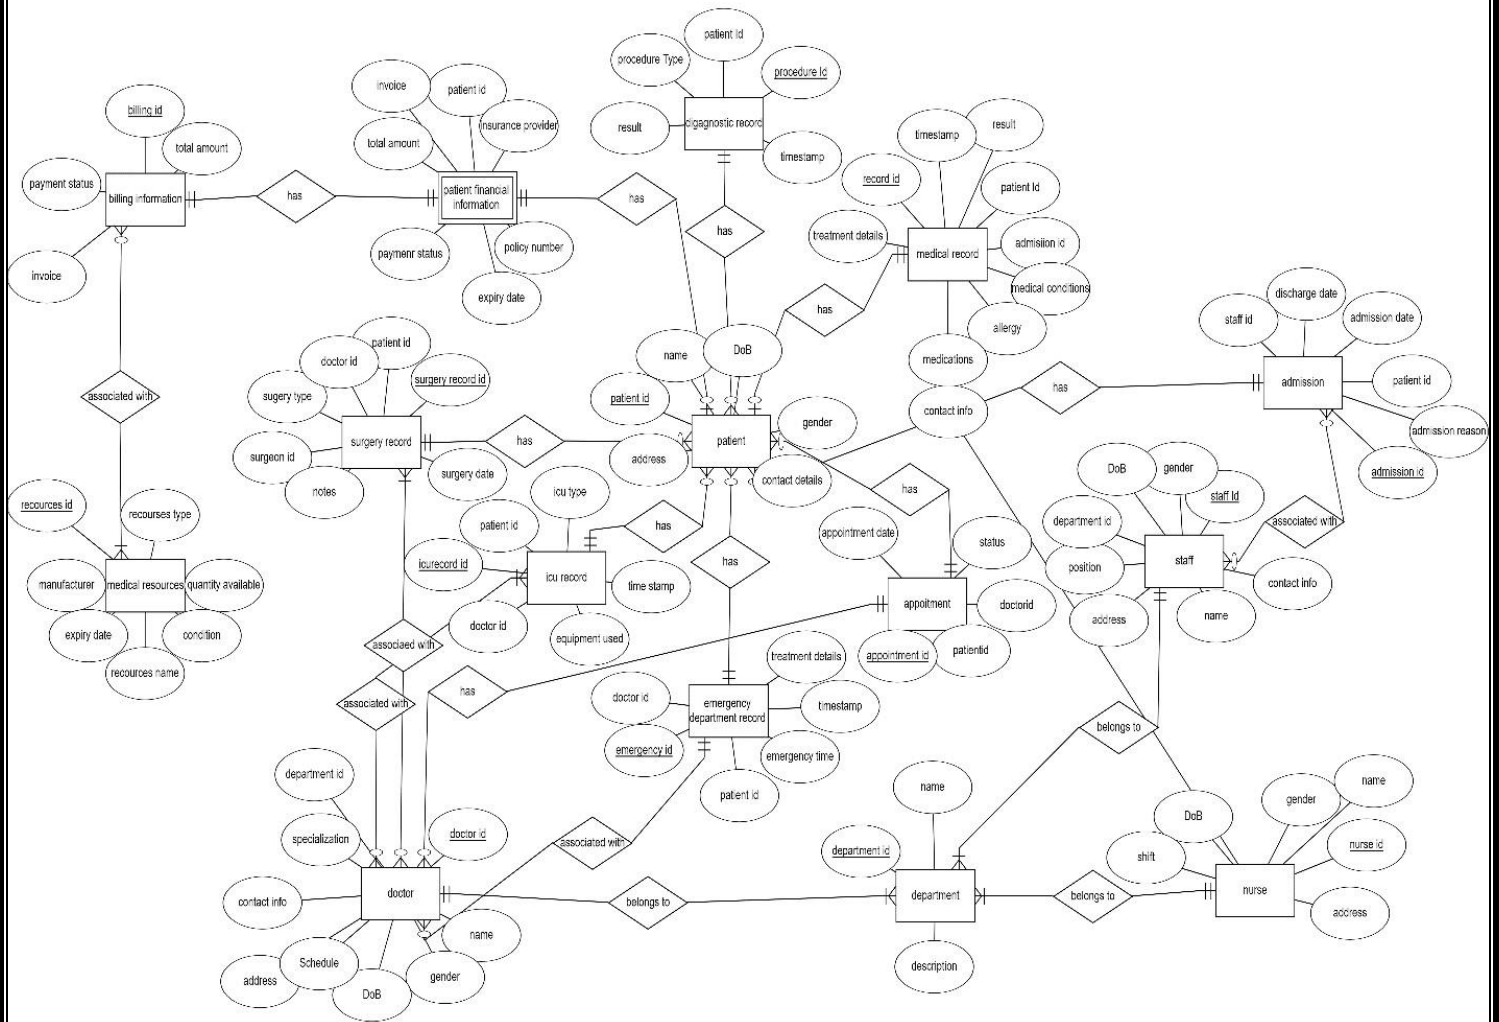 patient Id
procedure Type
procedure Id
digagnostic record
result
timestamp
invoice
patient id
insurance provider
total amount
patient financial
information
paymenr status
policy number
expiry date
billing id
total amount
payment status
billing information
invoice
has
has
has
timestamp
result
record id
patient Id
treatment details
medical record
admisiion id
medical conditions
allergy
medications
has
associated with
patient id
doctor id
surgery record id
sugery type
surgery record
surgeon id
surgery date
notes
has
name
DoB
patient id
gender
patient
address
contact details
contact info
has
discharge date
staff id
admission date
admission
patient id
admission reason
admission id
recources id
recourses type
manufacturer
medical resources
quantity available
expiry date
condition
recources name
icu type
patient id
icurecord id
icu record
time stamp
doctor id
equipment used
has
has
has
appointment date
status
appoitment
doctorid
appointment id
patientid
DoB
gender
staff Id
department id
position
staff
contact info
address
name
associated with
associaed with
associated with
has
treatment details
doctor id
emergency
department record
timestamp
emergency id
emergency time
patient id
belongs to
department id
specialization
doctor id
contact info
doctor
address
Schedule
DoB
gender
name
associated with
belongs to
name
department id
department
description
belongs to
DoB
gender
name
shift
nurse id
nurse
address